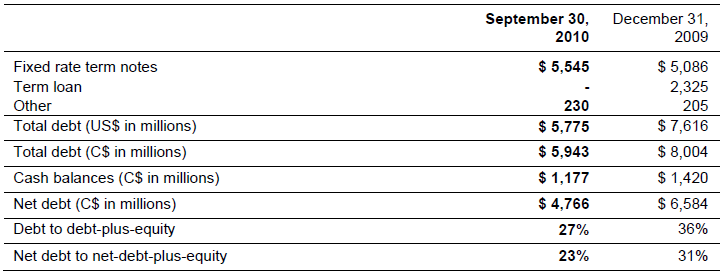 September 30, December 31,
2010 2009
Fixed rate term notes $ 5,545 $ 5,086
Term loan - 2,325
Other 230 205
Total debt (US$ in millions) $ 5,775 $ 7,616
Total debt (C$ in millions) $ 5,943 $ 8,004
Cash balances (C$ in millions) $ 1,177 $ 1,420
Net debt (C$ in millions) $ 4,766 $ 6,584
Debt to debt-plus-equity 27% 36%
Net debt to net-debt-plus-equity 23% 31%